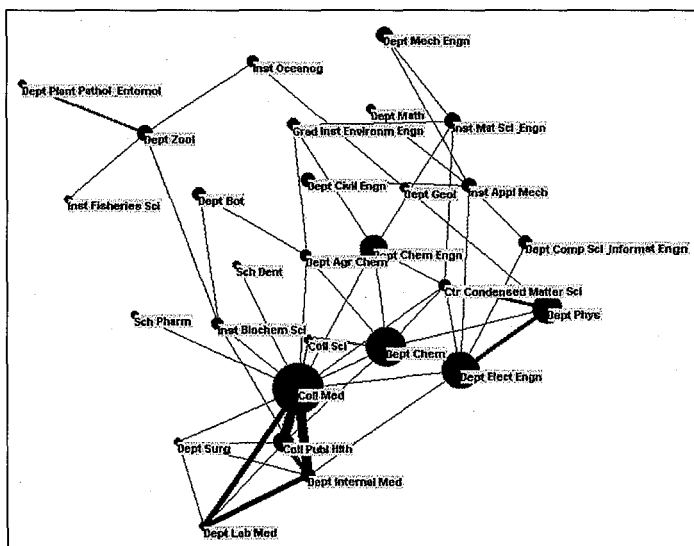 Dept Mech Engn
Inst Oceanog
Dept Plant Pathol_Entomol
Dept Math
Grad Inst Environm_Engn
Inst Mat Sci_Engn
Dept Zool
Dept Civil Engn
Dept Geol
Inst Appl Mech
Inst Fisheries Sci
Dept Bot
Dept Comp Sci_Informat Engn
Dept Agr Chem
Dept Chem Engn
Sch Dent
Ctr Condensed Matter Sci
Sch Pharm
Inst Biochem Sci
Dept Phys
Coll Sci
Dept Chem
Dept Elect Engn
Coll Med
Dept Surg
Coll Publ Hlth
Dept Internal Med
Dept Lab Med